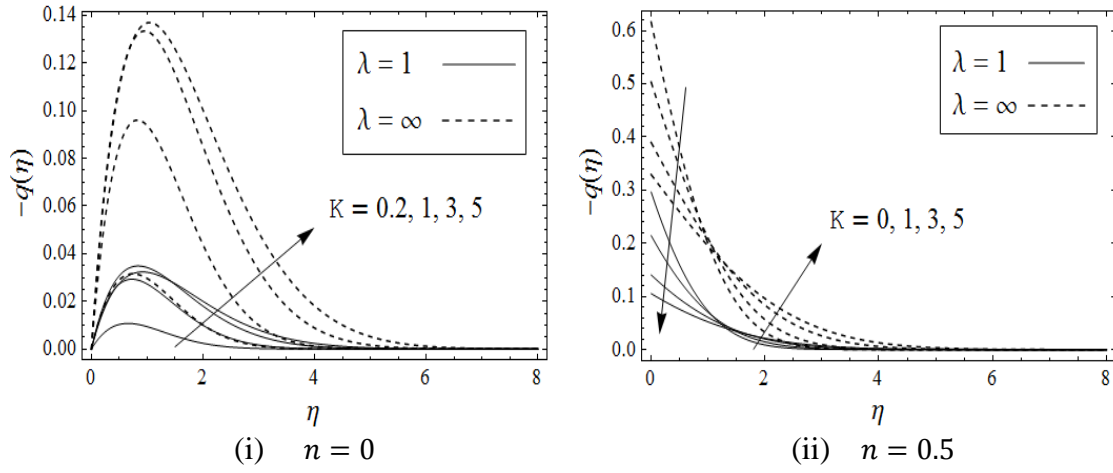 0.14
0.12
0.10
0.08
0.06
0.04
0.02
0.00
−q(η)
λ = 1
λ = ∞
K = 0.2, 1, 3, 5
0 2 4 6 8
η
(i) n = 0
0.6
0.5
0.4
0.3
0.2
0.1
0.0
−q(η)
λ = 1
λ = ∞
K = 0, 1, 3, 5
0 2 4 6 8
η
(ii) n = 0.5